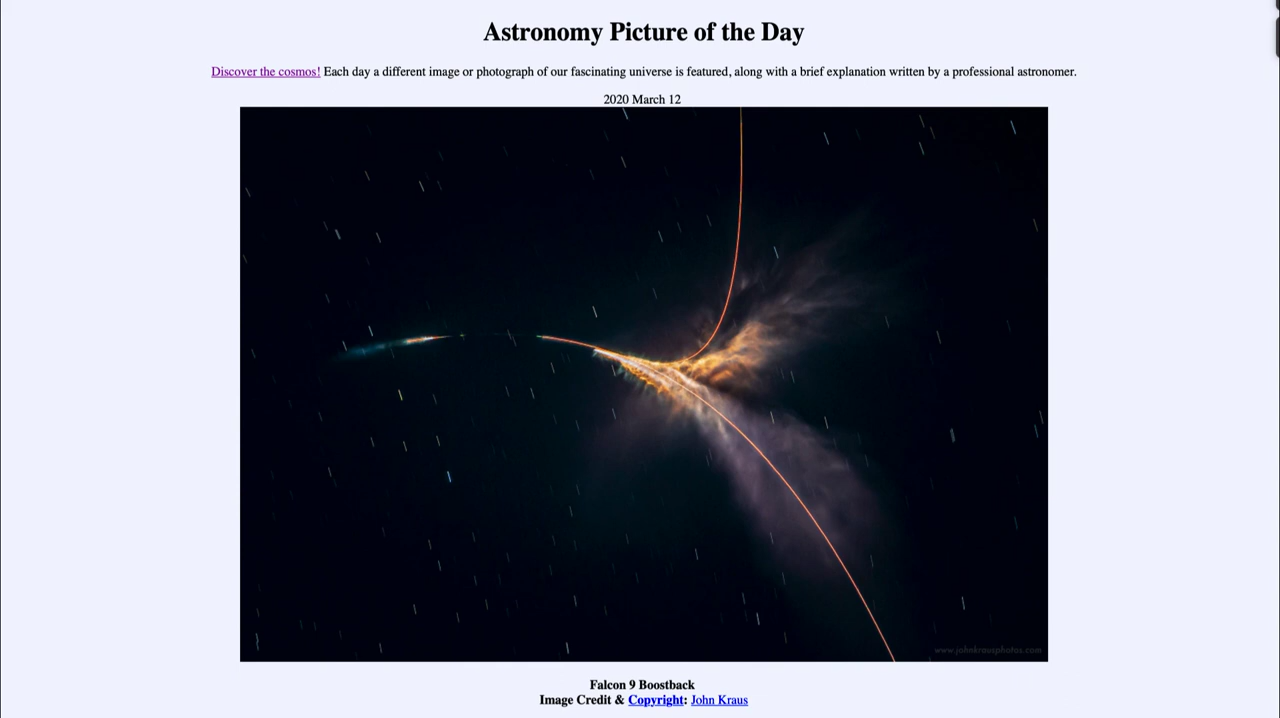 Astronomy Picture of the Day
Discover the cosmos! Each day a different image or photograph of our fascinating universe is featured, along with a brief explanation written by a professional astronomer.
2020 March 12
www.johnkrausphotos.com
Falcon 9 Boostback
Image Credit & Copyright: John Kraus